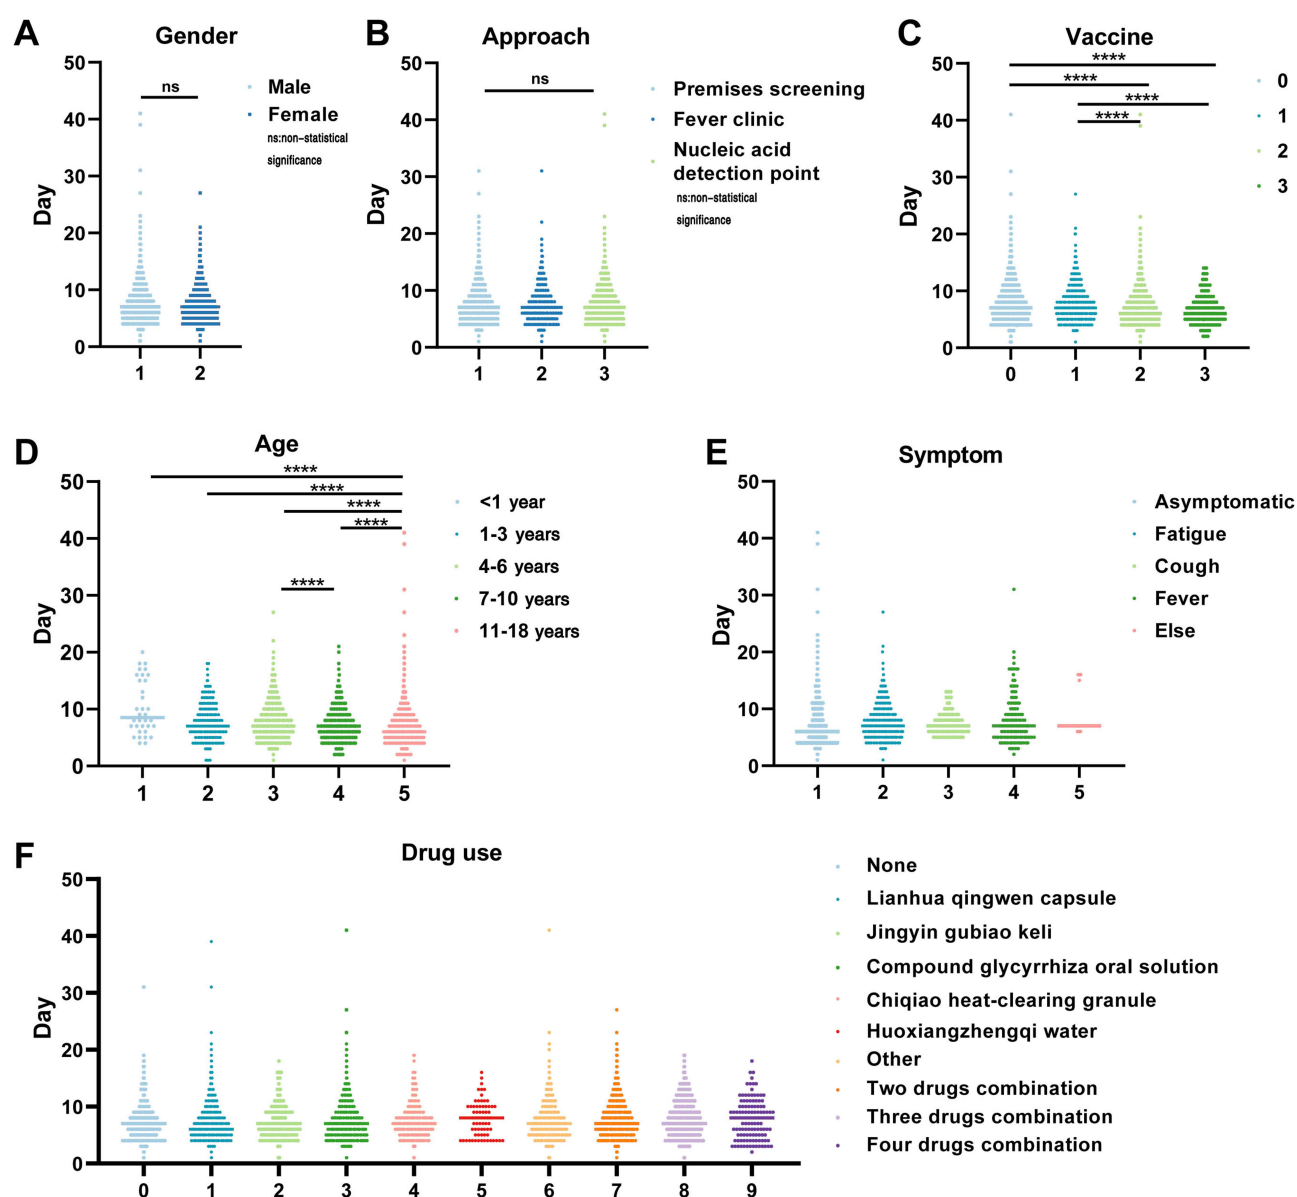 A
Gender
50
40
30
20
10
0
Day
ns
1
2
Male
Female
ns:non-statistical
significance
B
Approach
50
40
30
20
10
0
Day
ns
1
2
3
Premises screening
Fever clinic
Nucleic acid
detection point
ns:non-statistical
significance
C
Vaccine
50
40
30
20
10
0
Day
****
****
****
****
0
1
2
3
0
1
2
3
D
Age
50
40
30
20
10
0
Day
****
****
****
****
****
1
2
3
4
5
<1 year
1-3 years
4-6 years
7-10 years
11-18 years
E
Symptom
50
40
30
20
10
0
Day
1
2
3
4
5
Asymptomatic
Fatigue
Cough
Fever
Else
F
Drug use
50
40
30
20
10
0
Day
0
1
2
3
4
5
6
7
8
9
None
Lianhua qingwen capsule
Jingyin gubiao keli
Compound glycyrrhiza oral solution
Chiqiao heat-clearing granule
Huoxiangzhengqi water
Other
Two drugs combination
Three drugs combination
Four drugs combination